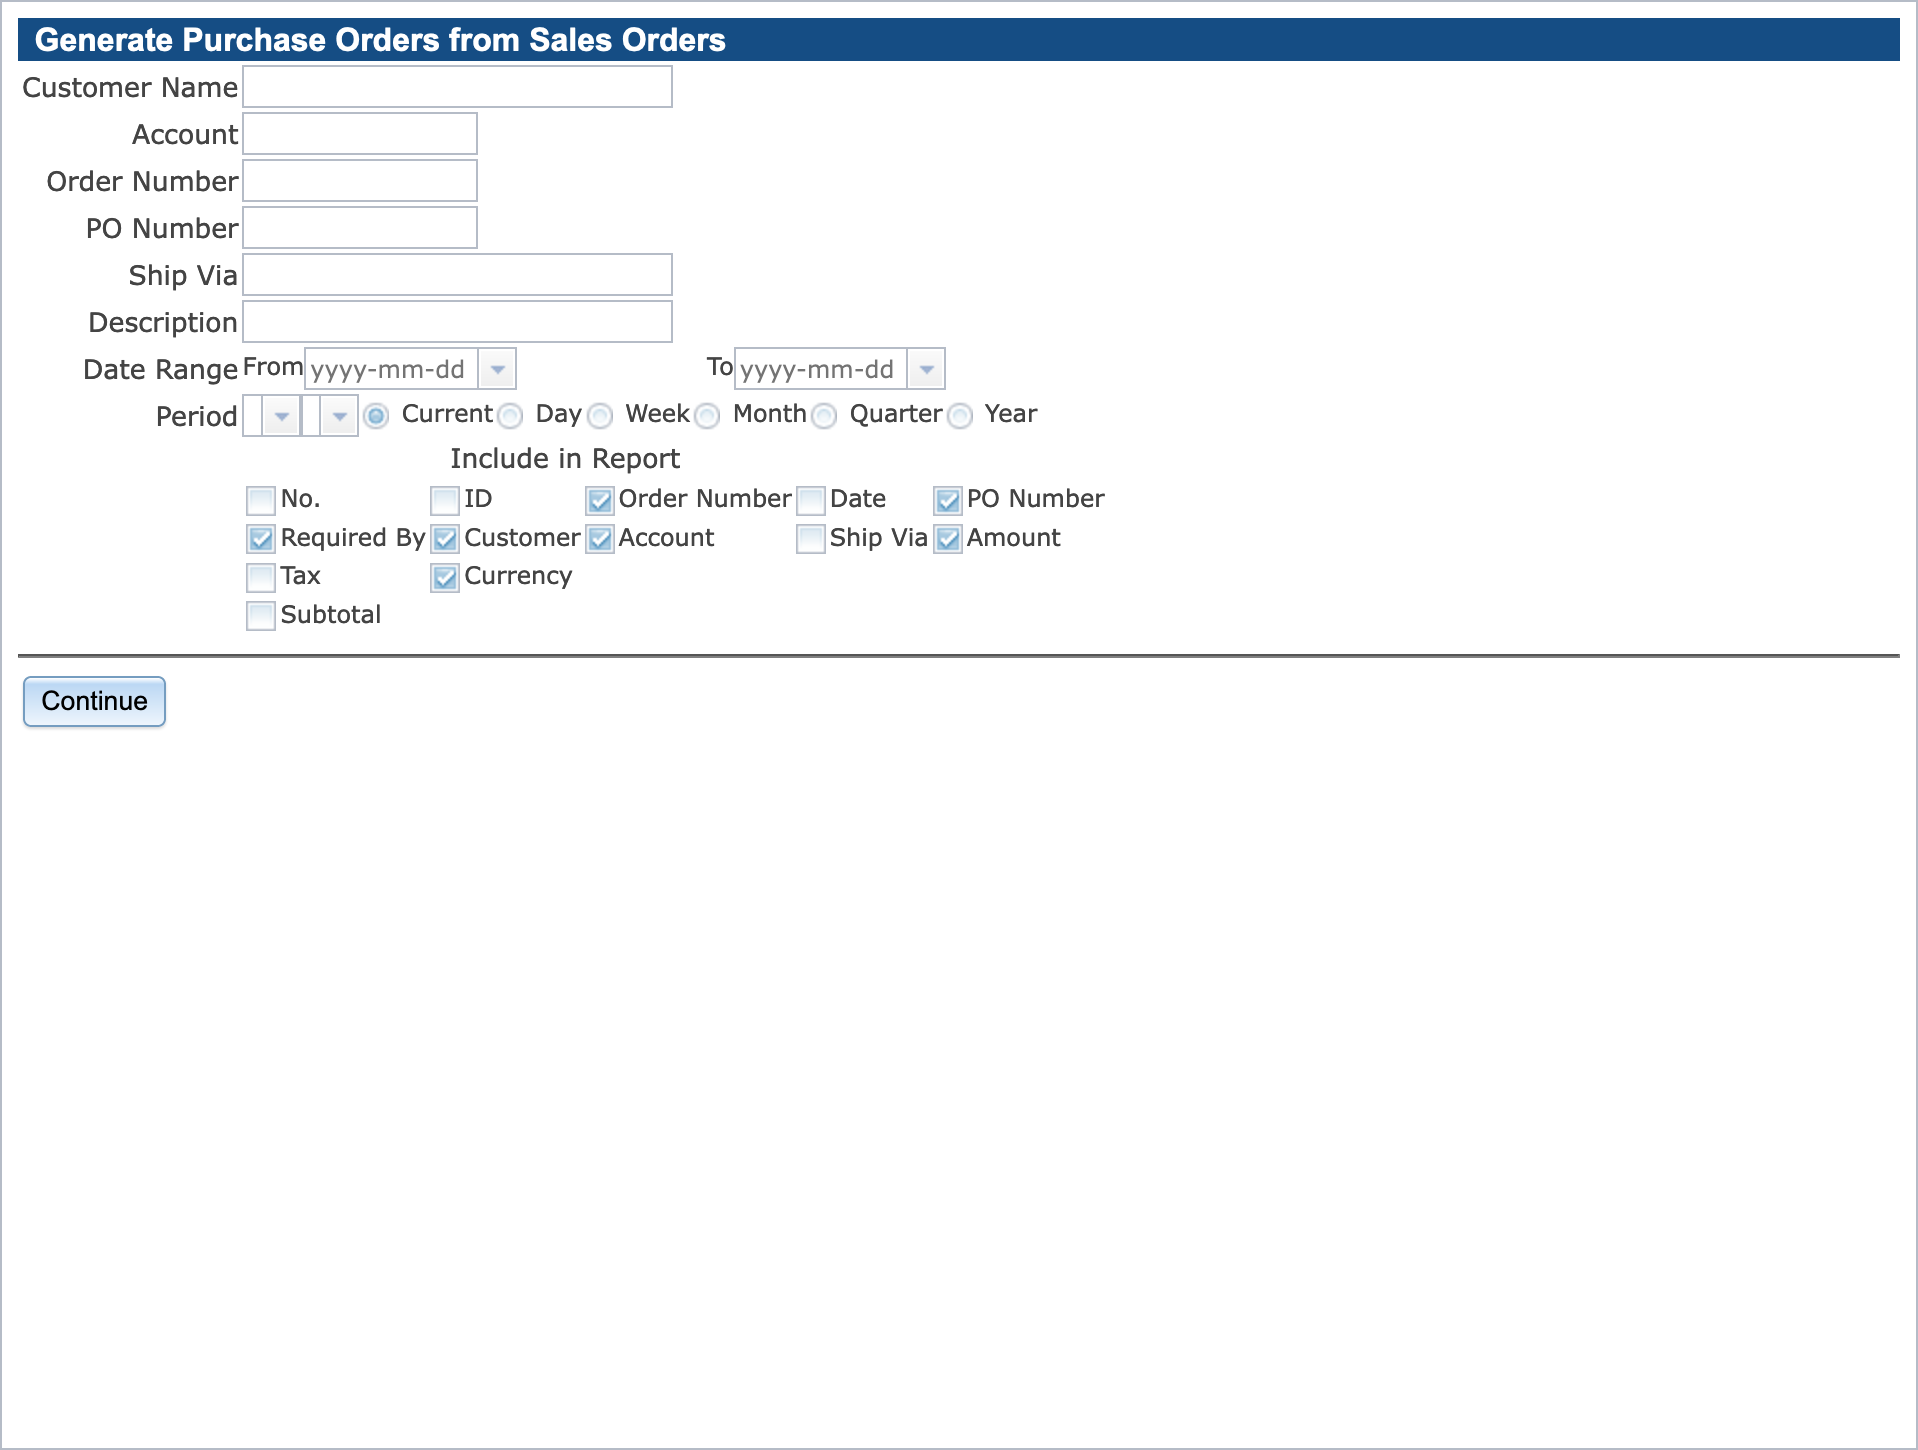 Generate Purchase Orders from Sales Orders
Customer Name
Account
Order Number
PO Number
Ship Via
Description
Date Range From yyyy-mm-dd To yyyy-mm-dd
Period Current Day Week Month Quarter Year
Include in Report
No. ID Order Number Date PO Number
Required By Customer Account Ship Via Amount
Tax Currency
Subtotal
Continue